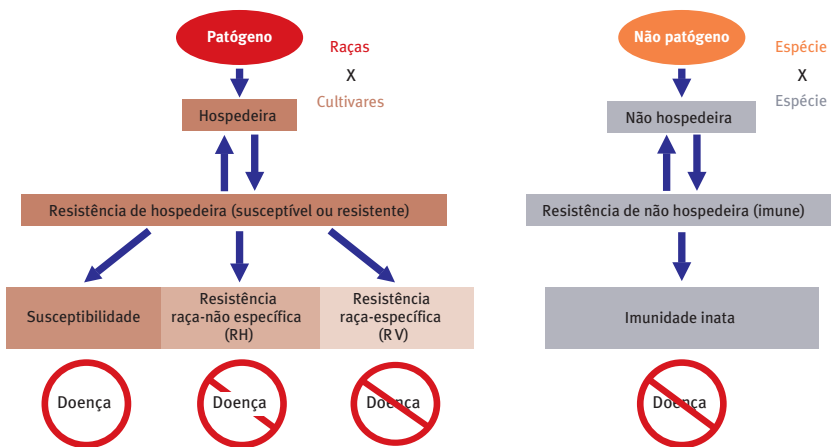 Patógeno
Raças
X
Cultivares
Hospedeira
Resistência de hospedeira (susceptível ou resistente)
Susceptibilidade
Resistência
raça-não específica
(RH)
Resistência
raça-específica
(RV)
Doença
Doença
Doença
Não patógeno
Espécie
X
Espécie
Não hospedeira
Resistência de não hospedeira (imune)
Imunidade inata
Doença